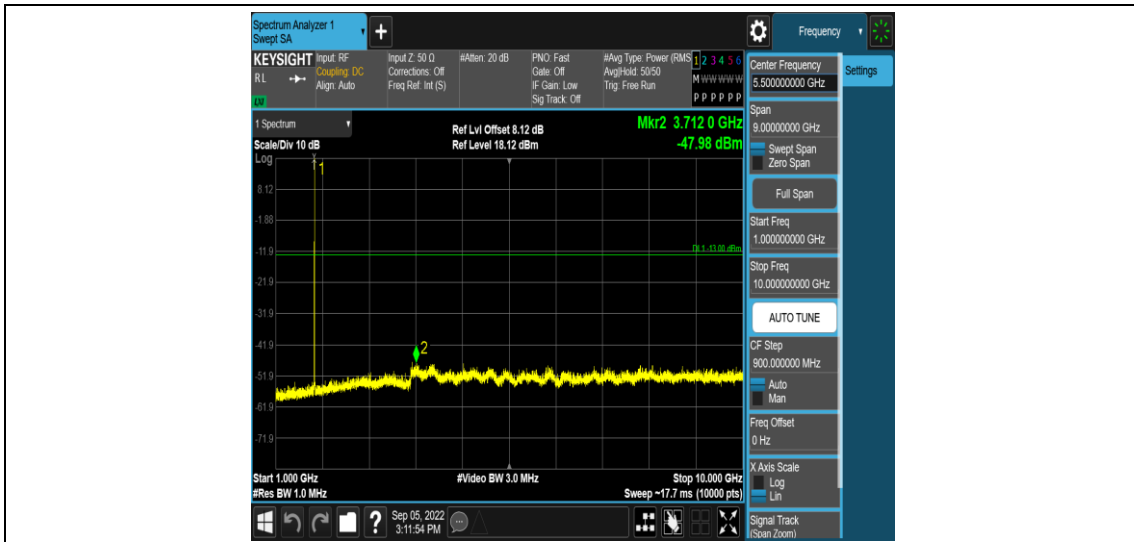 Spectrum Analyzer 1
Swept SA
+
Frequency
KEYSIGHT
RL
LXI
Input: RF
Coupling: DC
Align: Auto
Input Z: 50 Ω
Corrections: Off
Freq Ref: Int (S)
#Atten: 20 dB
PNO: Fast
Gate: Off
IF Gain: Low
Sig Track: Off
#Avg Type: Power (RMS
Avg|Hold: 50/50
Trig: Free Run
1 2 3 4 5 6
M W W W W W
P P P P P P
1 Spectrum
Scale/Div 10 dB
Log
Ref Lvl Offset 8.12 dB
Ref Level 18.12 dBm
Mkr2 3.712 0 GHz
-47.98 dBm
1
8.12
-1.88
-11.9
DL1 -13.00 dBm
-21.9
-31.9
-41.9
2
-51.9
-61.9
-71.9
Start 1.000 GHz
#Res BW 1.0 MHz
#Video BW 3.0 MHz
Stop 10.000 GHz
Sweep ~17.7 ms (10000 pts)
?
Sep 05, 2022
3:11:54 PM
Center Frequency
5.500000000 GHz
Settings
Span
9.00000000 GHz
Swept Span
Zero Span
Full Span
Start Freq
1.000000000 GHz
Stop Freq
10.000000000 GHz
AUTO TUNE
CF Step
900.000000 MHz
Auto
Man
Freq Offset
0 Hz
X Axis Scale
Log
Lin
Signal Track
(Span Zoom)